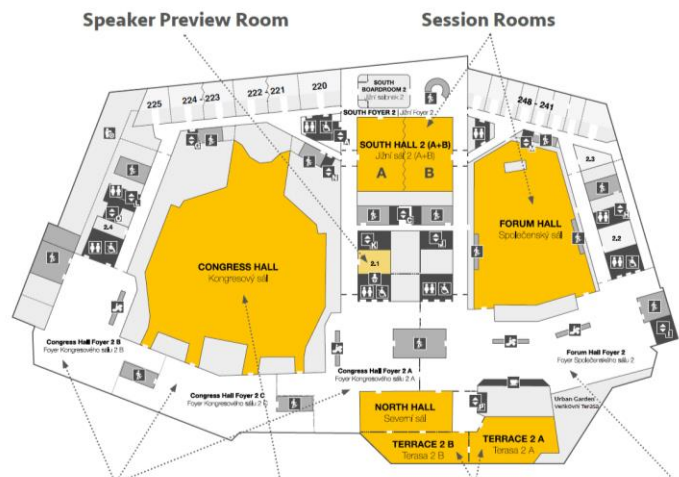 Speaker Preview Room
Session Rooms
225
224 - 223
222 - 221
220
SOUTH
BOARDROOM 2
Jižní salonek 2
SOUTH FOYER 2 | Jižní Foyer 2
248 - 241
SOUTH HALL 2 (A+B)
Jižní sál 2 (A+B)
A
B
2.3
2.4
FORUM HALL
Společenský sál
2.2
CONGRESS HALL
Kongresový sál
2.1
Congress Hall Foyer 2 B
Foyer Kongresového sálu 2 B
Congress Hall Foyer 2 A
Foyer Kongresového sálu 2 A
Forum Hall Foyer 2
Foyer Společenského sálu 2
Congress Hall Foyer 2 C
Foyer Kongresového sálu 2 C
NORTH HALL
Severní sál
Urban Garden
TERRACE 2 B
Terasa 2 B
TERRACE 2 A
Terasa 2 A